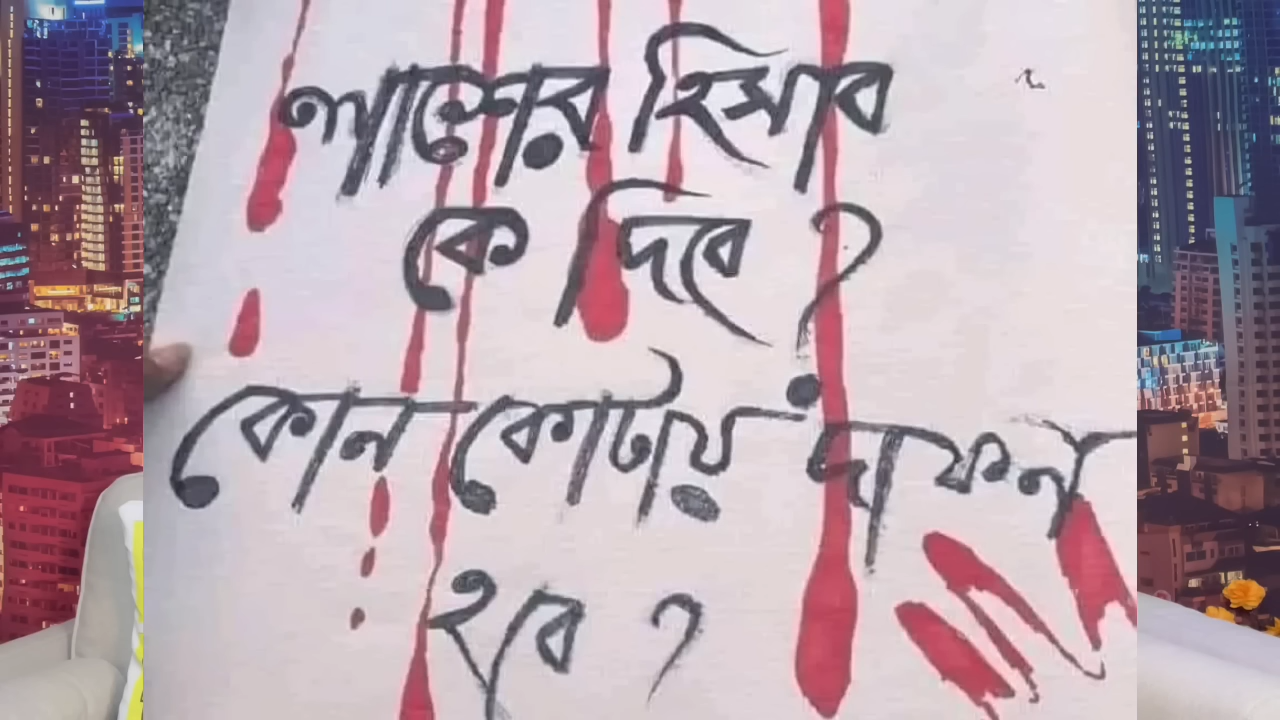 লাশের হিসাব
কে দিবে ?
কোন কোটায় দাফন
হবে ?